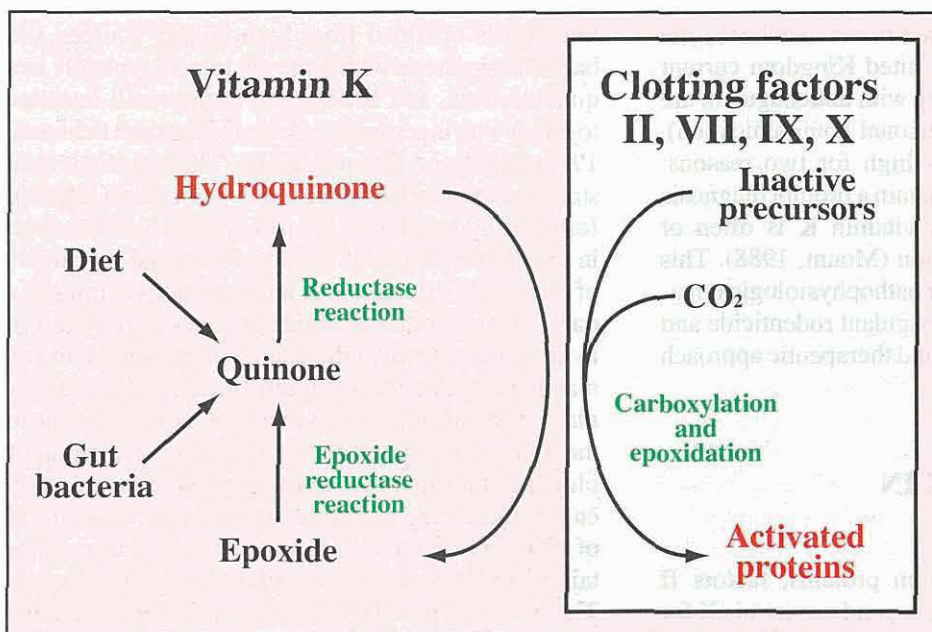 Vitamin K
Hydroquinone
Diet
Reductase
reaction
Quinone
Gut
bacteria
Epoxide
reductase
reaction
Epoxide
Clotting factors
II, VII, IX, X
Inactive
precursors
CO₂
Carboxylation
and
epoxidation
Activated
proteins